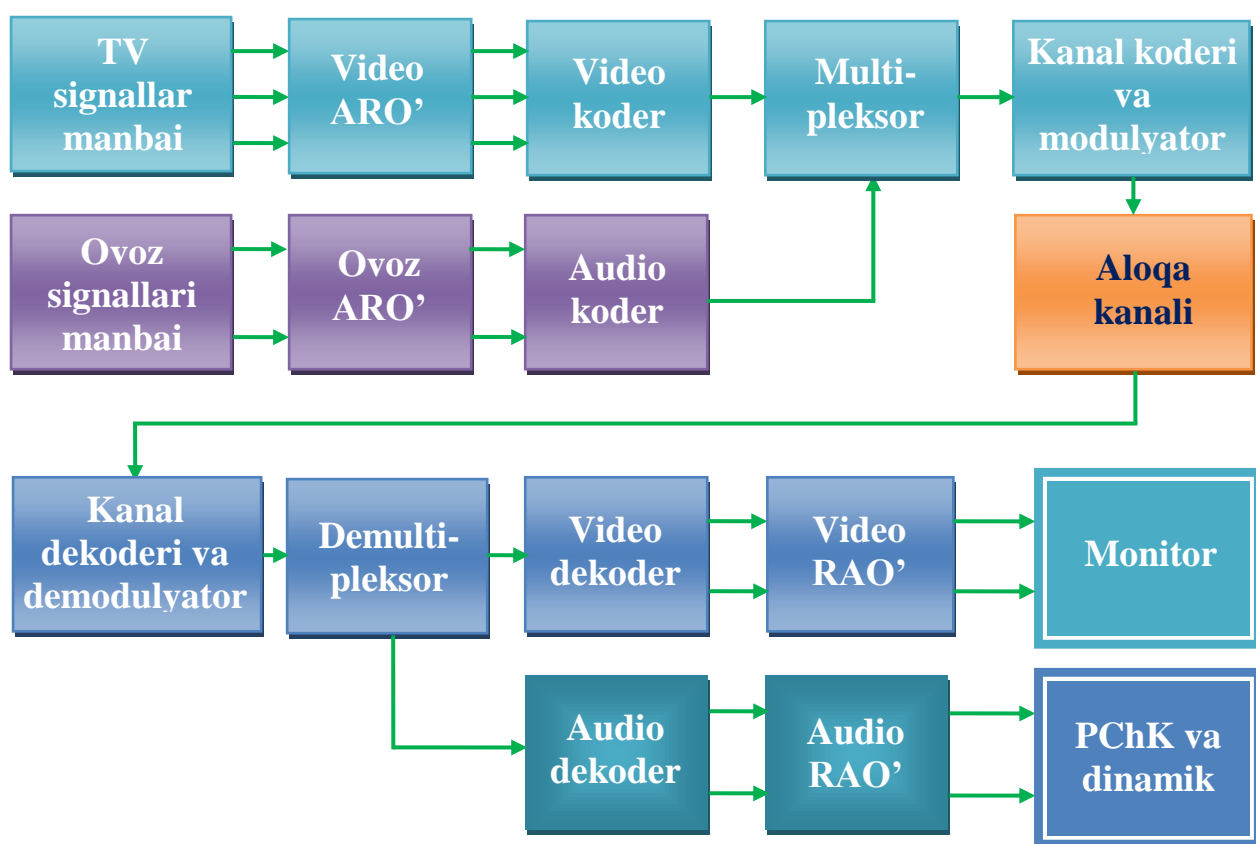 TV
signallar
manbai
Video
ARO’
Video
koder
Multi-
pleksor
Kanal koderi
va
modulyator
Ovoz
signallari
manbai
Ovoz
ARO’
Audio
koder
Aloqa
kanali
Kanal
dekoderi va
demodulyator
Demulti-
pleksor
Video
dekoder
Video
RAO’
Monitor
Audio
dekoder
Audio
RAO’
PChK va
dinamik